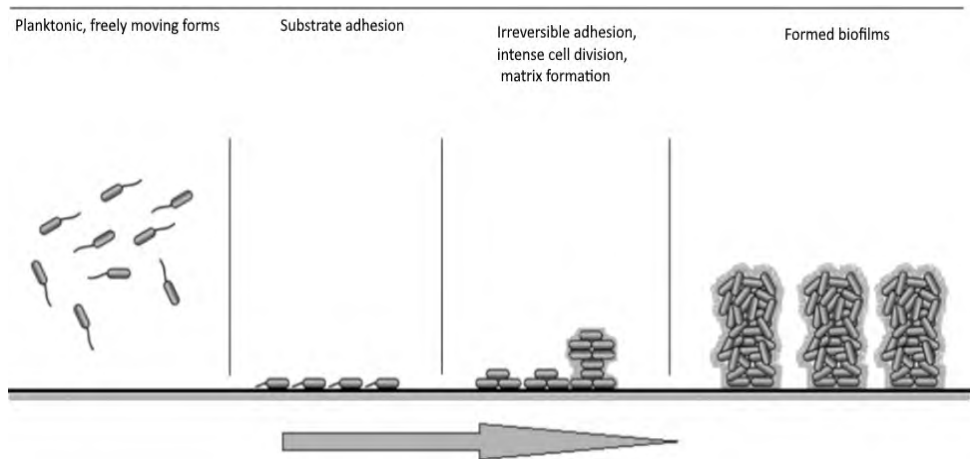 Planktonic, freely moving forms
Substrate adhesion
Irreversible adhesion,
intense cell division,
matrix formation
Formed biofilms